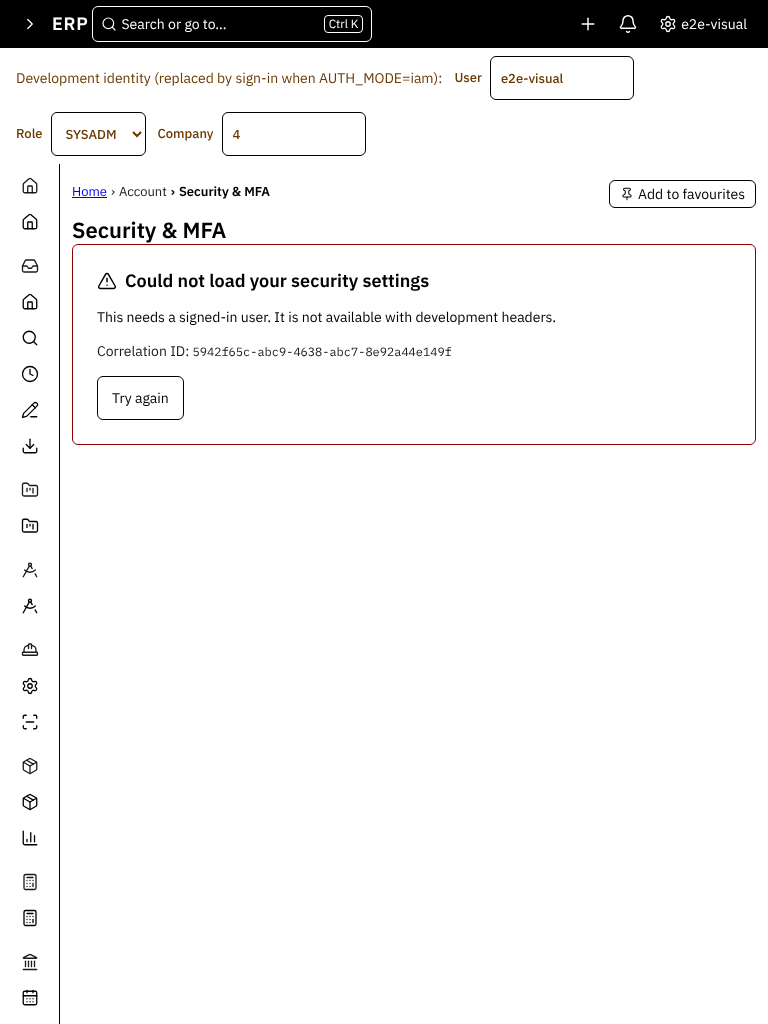 ERP
Search or go to...
Ctrl K
e2e-visual
Development identity (replaced by sign-in when AUTH_MODE=iam):
User
e2e-visual
Role
SYSADM
Company
4
Home › Account › Security & MFA
Add to favourites
Security & MFA
Could not load your security settings
This needs a signed-in user. It is not available with development headers.
Correlation ID: 5942f65c-abc9-4638-abc7-8e92a44e149f
Try again